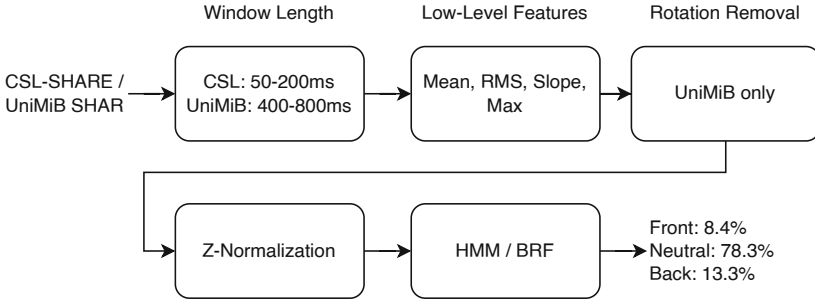 Window Length
Low-Level Features
Rotation Removal
CSL-SHARE /
UniMiB SHAR
CSL: 50-200ms
UniMiB: 400-800ms
Mean, RMS, Slope,
Max
UniMiB only
Z-Normalization
HMM / BRF
Front: 8.4%
Neutral: 78.3%
Back: 13.3%